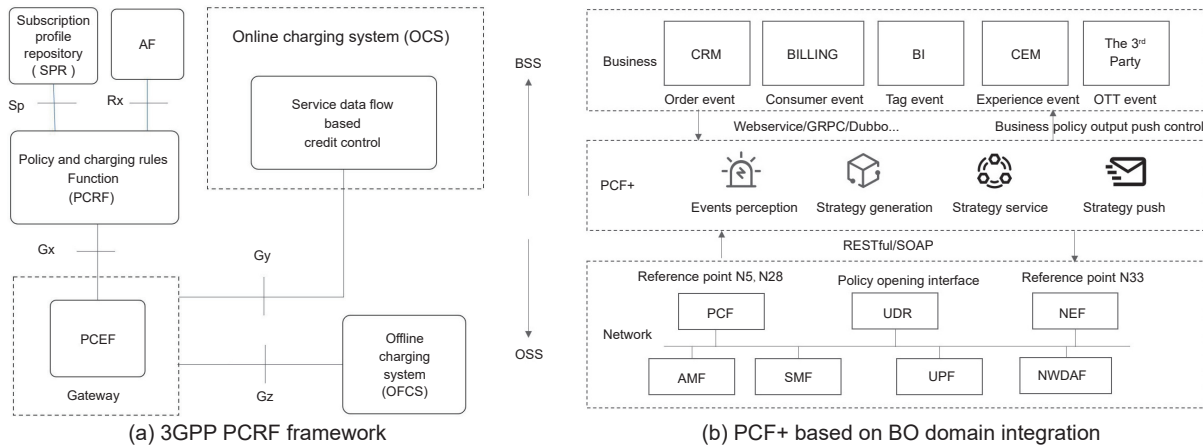 Subscription
profile
repository
( SPR )
AF
Sp
Rx
Policy and charging rules
Function
(PCRF)
Gx
PCEF
Gateway
Online charging system (OCS)
Service data flow
based
credit control
Gy
Gz
Offline
charging
system
(OFCS)
(a) 3GPP PCRF framework
BSS
OSS
Business
CRM
BILLING
BI
CEM
The 3rd
Party
Order event
Consumer event
Tag event
Experience event
OTT event
Webservice/GRPC/Dubbo...
Business policy output push control
PCF+
Events perception
Strategy generation
Strategy service
Strategy push
RESTful/SOAP
Reference point N5, N28
Policy opening interface
Reference point N33
Network
PCF
UDR
NEF
AMF
SMF
UPF
NWDAF
(b) PCF+ based on BO domain integration